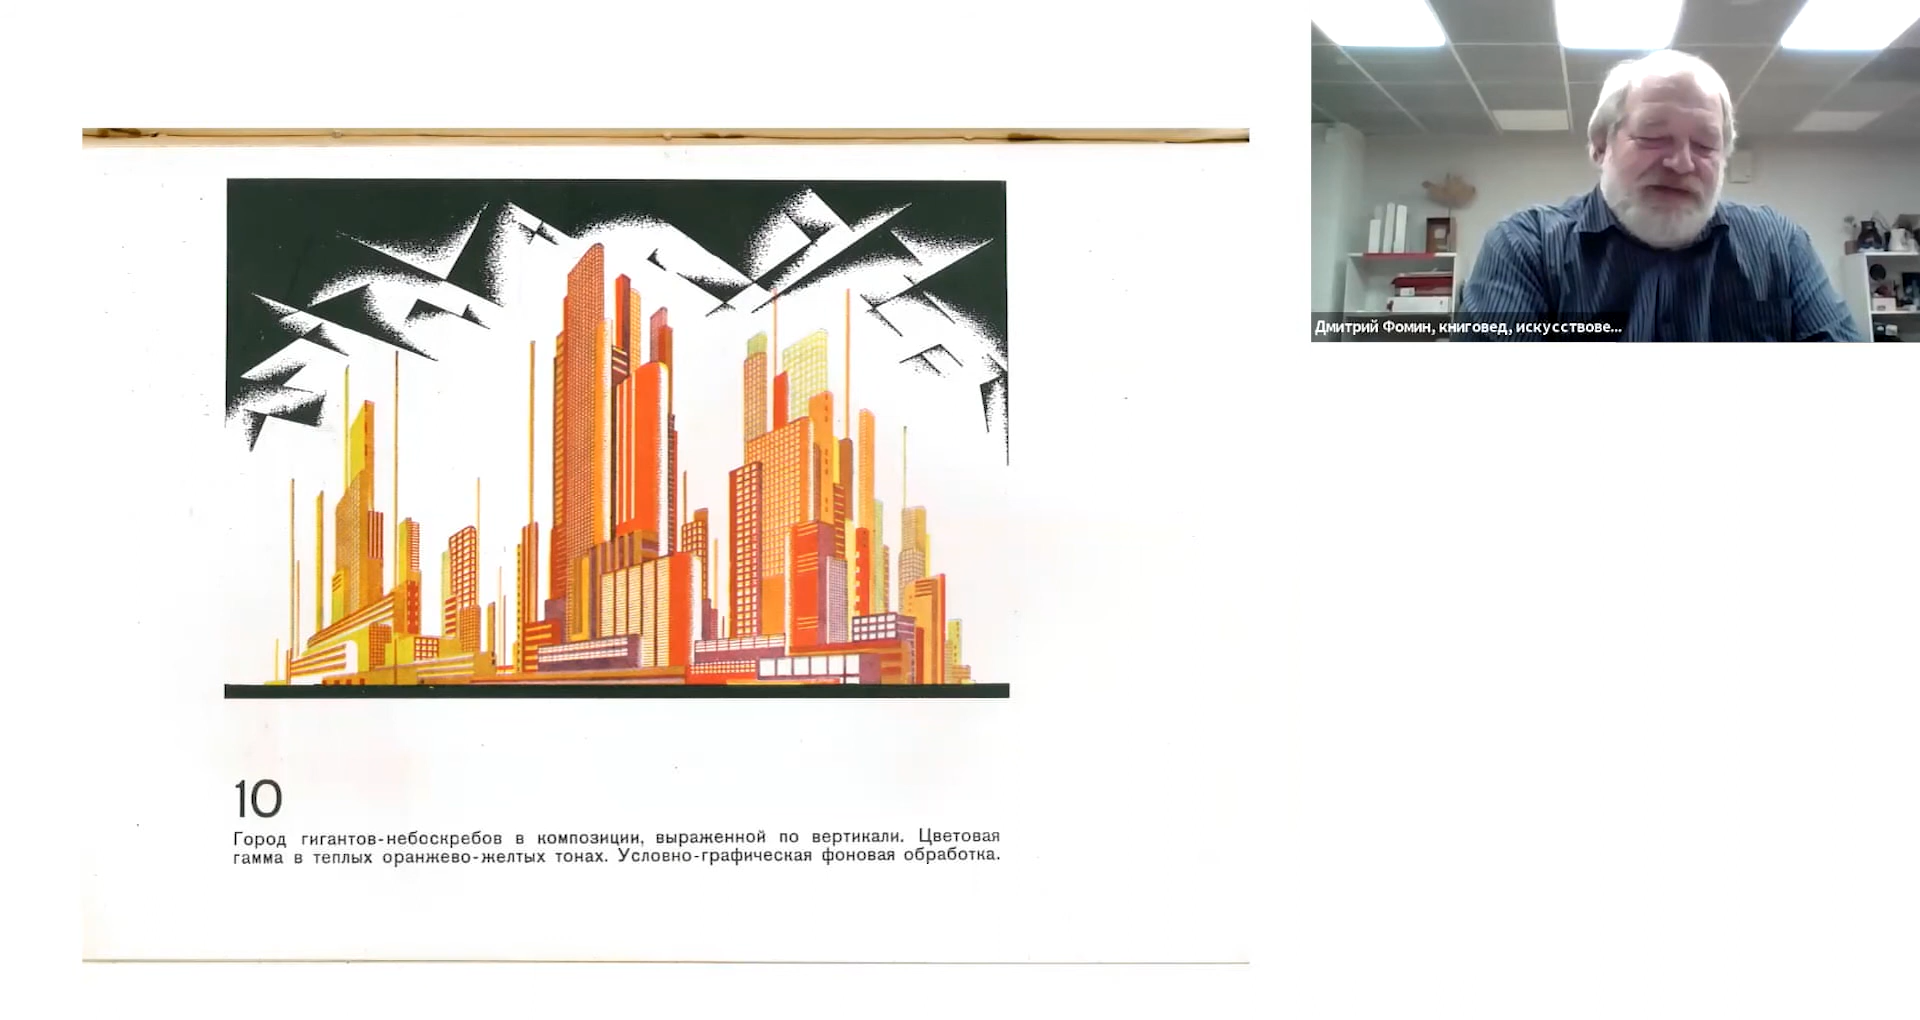 Дмитрий Фомин, книговед, искусствове...
10
Город гигантов-небоскребов в композиции, выраженной по вертикали. Цветовая
гамма в теплых оранжево-желтых тонах. Условно-графическая фоновая обработка.